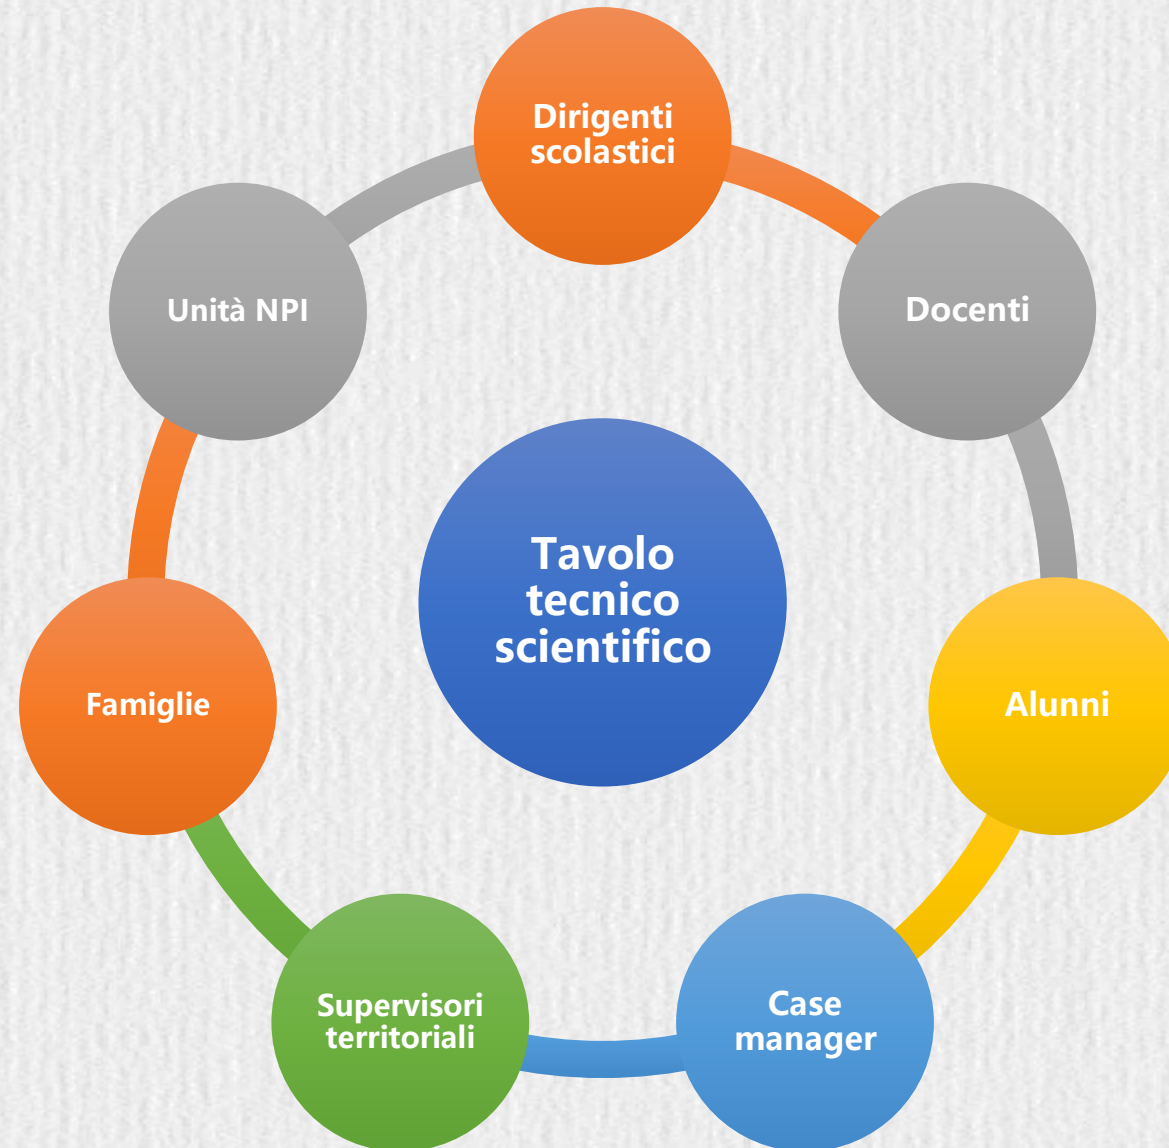 Dirigenti
scolastici
Unità NPI
Docenti
Tavolo
tecnico
scientifico
Famiglie
Alunni
Supervisori
territoriali
Case
manager